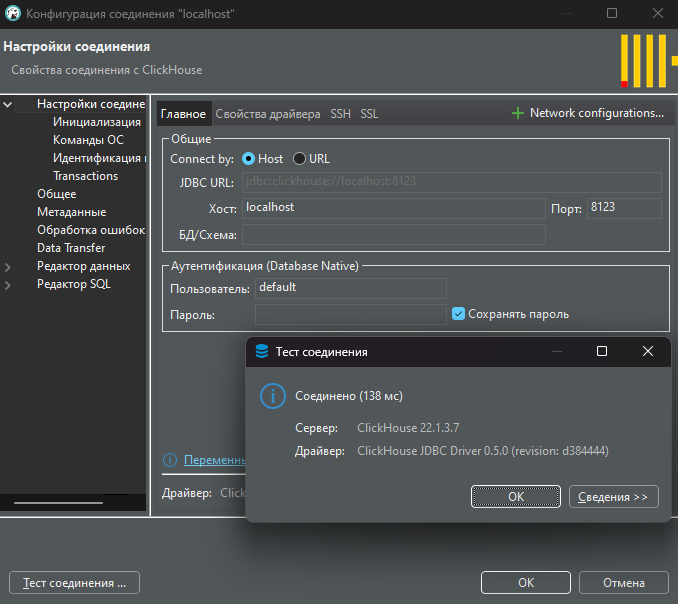 Конфигурация соединения "localhost"
Настройки соединения
Свойства соединения с ClickHouse
Настройки соедине
Инициализация
Команды ОС
Идентификация
Transactions
Общее
Метаданные
Обработка ошибок
Data Transfer
Редактор данных
Редактор SQL
Главное Свойства драйвера SSH SSL Network configurations...
Общие
Connect by: Host URL
JDBC URL: jdbc:clickhouse://localhost:8123
Хост: localhost Порт: 8123
БД/Схема:
Аутентификация (Database Native)
Пользователь: default
Пароль: Сохранять пароль
Переменны
Драйвер: Click
Тест соединения
Соединено (138 мс)
Сервер: ClickHouse 22.1.3.7
Драйвер: ClickHouse JDBC Driver 0.5.0 (revision: d384444)
ОК Сведения >>
Тест соединения ... ОК Отмена